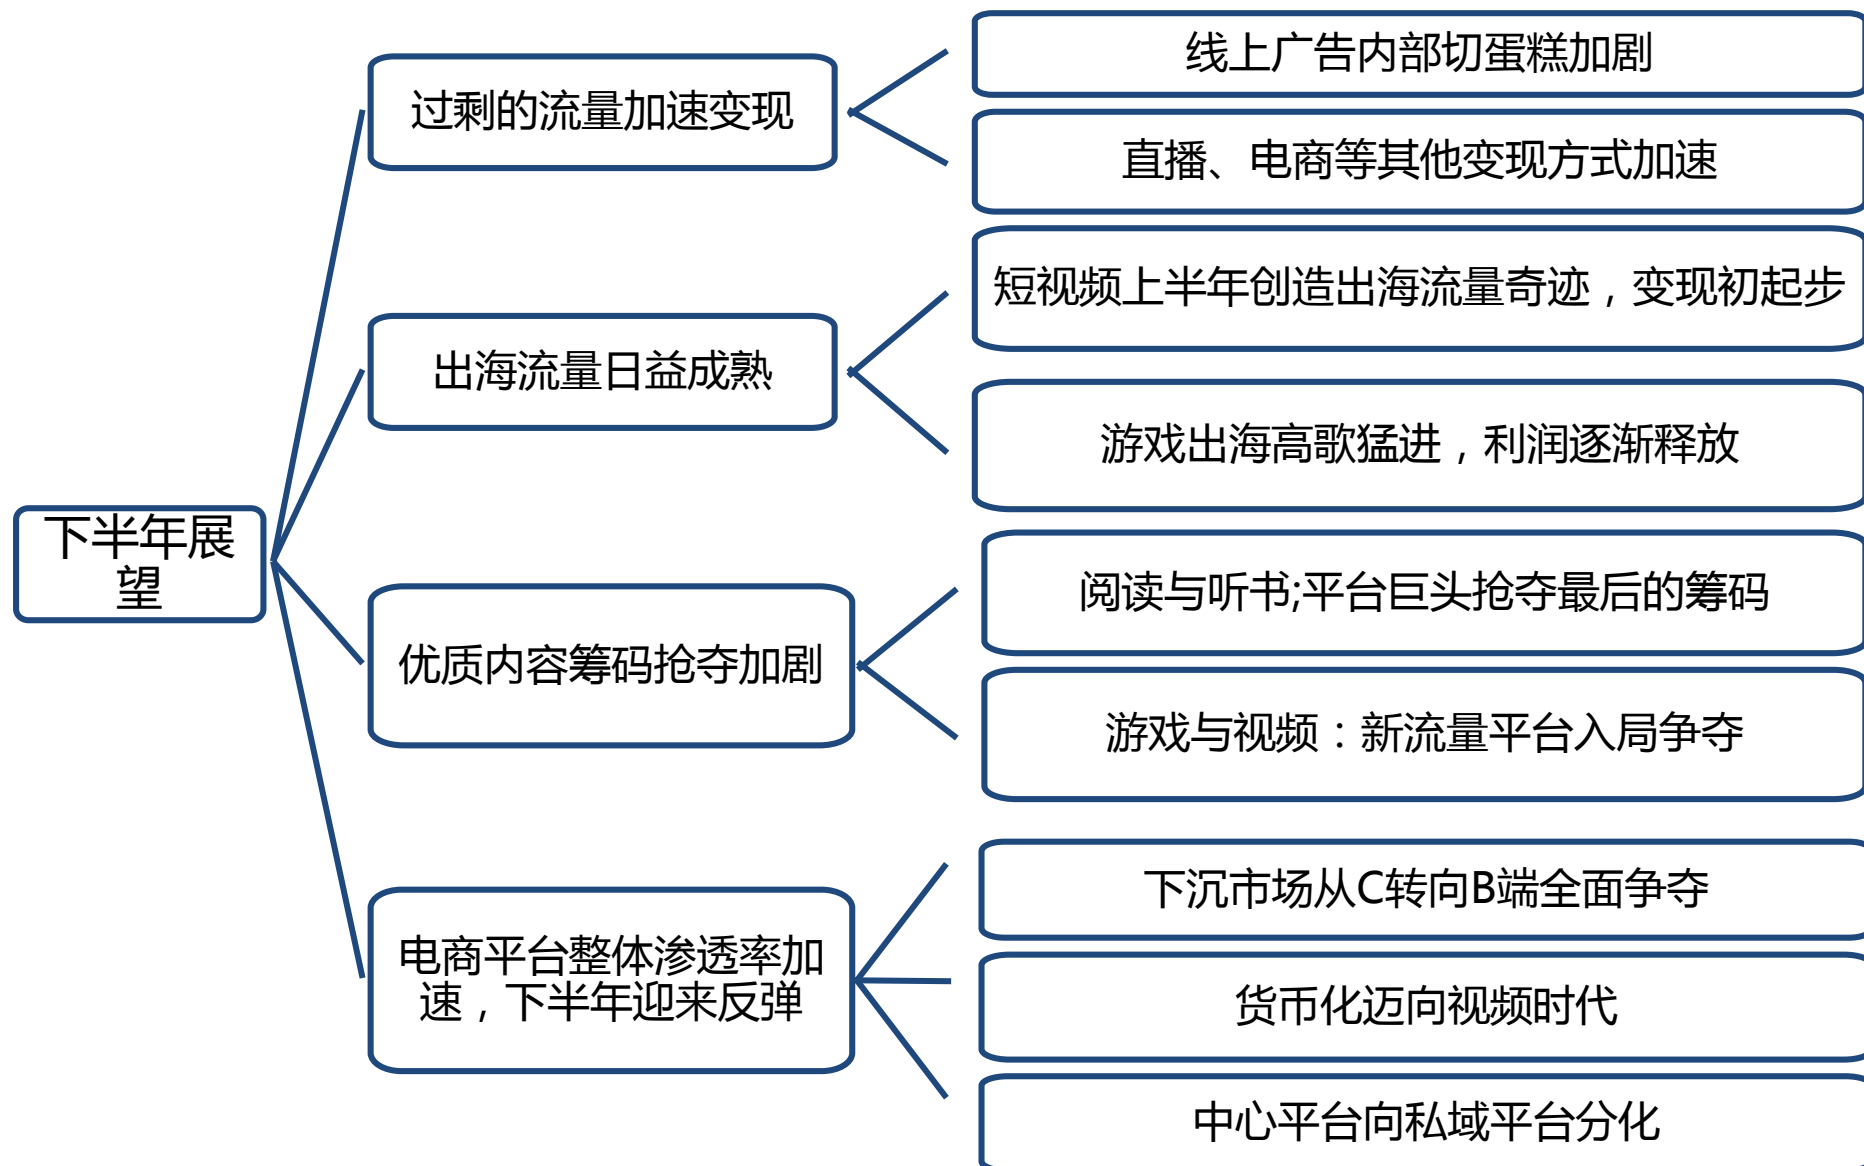 下半年展
望
过剩的流量加速变现
线上广告内部切蛋糕加剧
直播、电商等其他变现方式加速
出海流量日益成熟
短视频上半年创造出海流量奇迹，变现初起步
游戏出海高歌猛进，利润逐渐释放
优质内容筹码抢夺加剧
阅读与听书;平台巨头抢夺最后的筹码
游戏与视频：新流量平台入局争夺
电商平台整体渗透率加
速，下半年迎来反弹
下沉市场从C转向B端全面争夺
货币化迈向视频时代
中心平台向私域平台分化